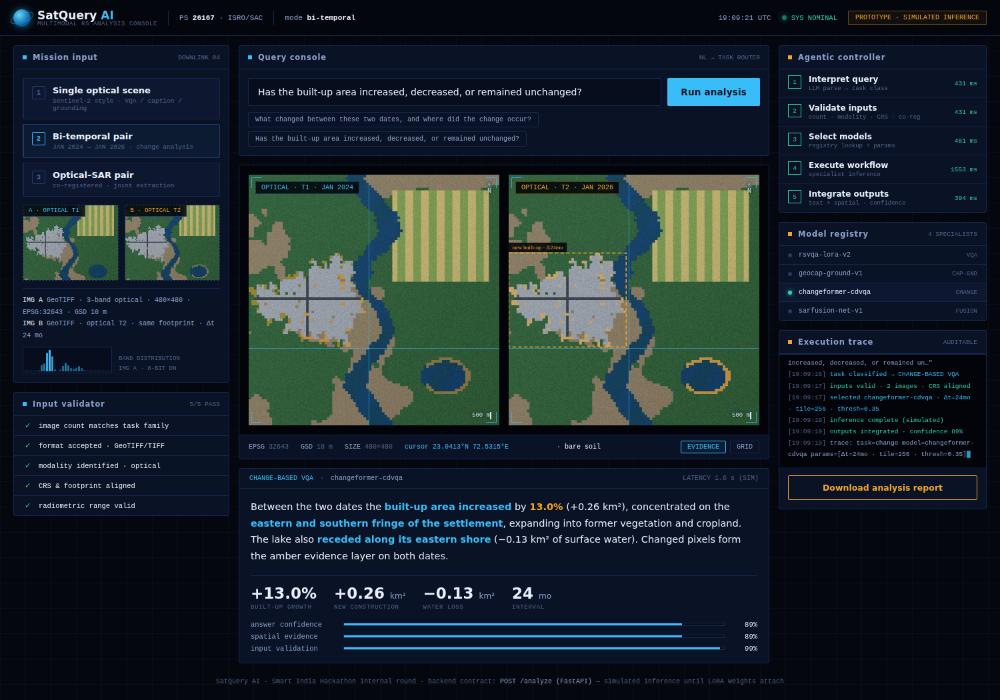 SatQuery AI
MULTIMODAL RS ANALYSIS CONSOLE
PS 26167 · ISRO/SAC
mode bi-temporal
19:09:21 UTC
SYS NOMINAL
PROTOTYPE · SIMULATED INFERENCE
Mission input
DOWNLINK 04
1
Single optical scene
Sentinel-2 style · VQA / caption /
grounding
2
Bi-temporal pair
JAN 2024 → JAN 2026 · change analysis
3
Optical–SAR pair
co-registered · joint extraction
A · OPTICAL T1
B · OPTICAL T2
IMG A GeoTIFF · 3-band optical · 480×480 ·
EPSG:32643 · GSD 10 m
IMG B GeoTIFF · optical T2 · same footprint · Δt
24 mo
BAND DISTRIBUTION
IMG A · 8-BIT DN
Input validator
5/5 PASS
✓ image count matches task family
✓ format accepted · GeoTIFF/TIFF
✓ modality identified · optical
✓ CRS & footprint aligned
✓ radiometric range valid
Query console
NL → TASK ROUTER
Has the built-up area increased, decreased, or remained unchanged?
Run analysis
What changed between these two dates, and where did the change occur?
Has the built-up area increased, decreased, or remained unchanged?
OPTICAL · T1 · JAN 2024
N
500 m
OPTICAL · T2 · JAN 2026
N
new built-up · Δ24mo
500 m
EPSG 32643 GSD 10 m SIZE 480×480 cursor 23.0413°N 72.5315°E · bare soil
EVIDENCE
GRID
CHANGE-BASED VQA · changeformer-cdvqa
LATENCY 1.6 s (SIM)
Between the two dates the built-up area increased by 13.0% (+0.26 km²), concentrated on the
eastern and southern fringe of the settlement, expanding into former vegetation and cropland.
The lake also receded along its eastern shore (−0.13 km² of surface water). Changed pixels form
the amber evidence layer on both dates.
+13.0%
BUILT-UP GROWTH
+0.26 km²
NEW CONSTRUCTION
−0.13 km²
WATER LOSS
24 mo
INTERVAL
answer confidence 89%
spatial evidence 89%
input validation 99%
Agentic controller
1
Interpret query
LLM parse → task class
431 ms
2
Validate inputs
count · modality · CRS · co-reg
431 ms
3
Select models
registry lookup + params
481 ms
4
Execute workflow
specialist inference
1553 ms
5
Integrate outputs
text + spatial · confidence
394 ms
Model registry
4 SPECIALISTS
rsvqa-lora-v2 VQA
geocap-ground-v1 CAP·GND
changeformer-cdvqa CHANGE
sarfusion-net-v1 FUSION
Execution trace
AUDITABLE
increased, decreased, or remained un…"
[19:09:16] task classified → CHANGE-BASED VQA
[19:09:17] inputs valid · 2 images · CRS aligned
[19:09:17] selected changeformer-cdvqa · Δt=24mo
· tile=256 · thresh=0.35
[19:09:19] inference complete (simulated)
[19:09:19] outputs integrated · confidence 89%
[19:09:19] trace: task=change model=changeformer-
cdvqa params=[Δt=24mo · tile=256 · thresh=0.35]
Download analysis report
SatQuery AI · Smart India Hackathon internal round · backend contract: POST /analyze (FastAPI) — simulated inference until LoRA weights attach